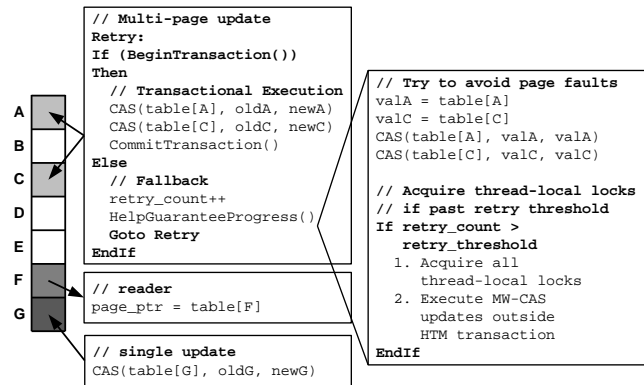 A
B
C
D
E
F
G
// Multi-page update
Retry:
If (BeginTransaction())
Then
// Transactional Execution
CAS(table[A], oldA, newA)
CAS(table[C], oldC, newC)
CommitTransaction()
Else
// Fallback
retry_count++
HelpGuaranteeProgress()
Goto Retry
EndIf
// reader
page_ptr = table[F]
// single update
CAS(table[G], oldG, newG)
// Try to avoid page faults
valA = table[A]
valC = table[C]
CAS(table[A], valA, valA)
CAS(table[C], valC, valC)
// Acquire thread-local locks
// if past retry threshold
If retry_count >
retry_threshold
1. Acquire all
thread-local locks
2. Execute MW-CAS
updates outside
HTM transaction
EndIf